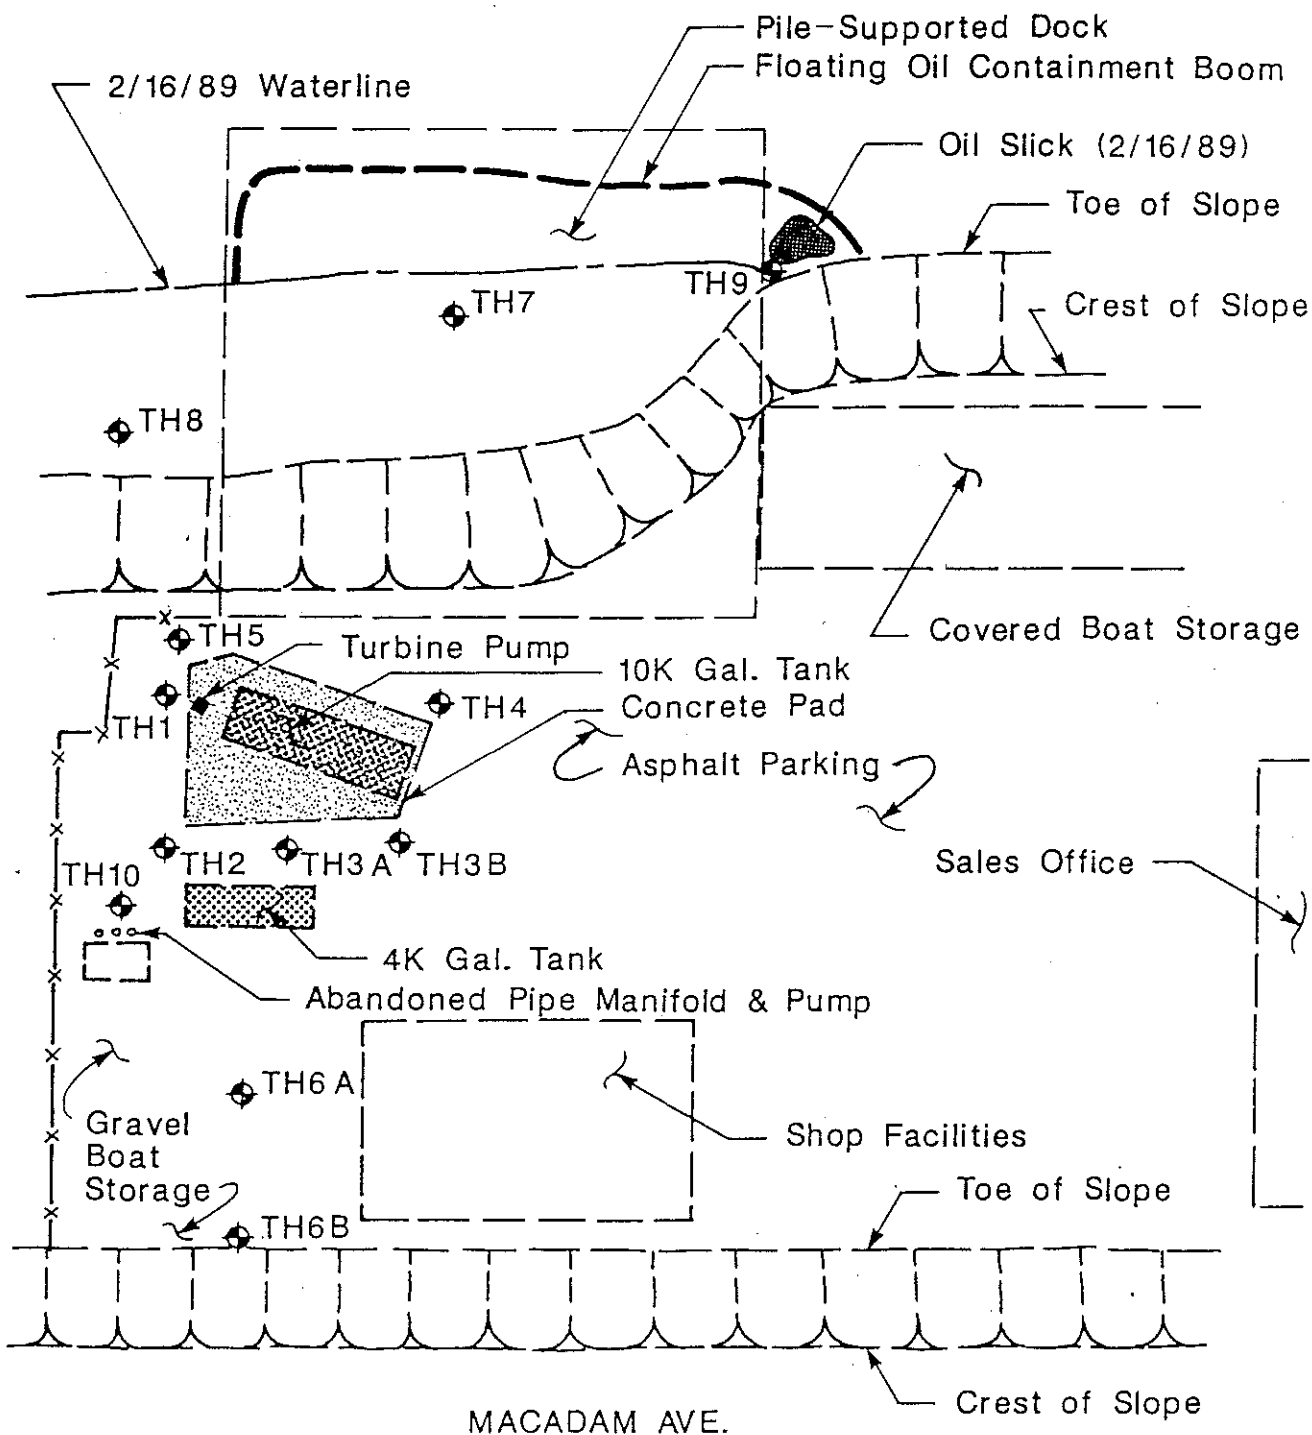 Pile-Supported Dock
Floating Oil Containment Boom
2/16/89 Waterline
Oil Slick (2/16/89)
Toe of Slope
TH9
TH7
Crest of Slope
TH8
TH5
Turbine Pump
Covered Boat Storage
10K Gal. Tank
TH1
TH4
Concrete Pad
Asphalt Parking
TH2
TH3A
TH3B
Sales Office
TH10
4K Gal. Tank
Abandoned Pipe Manifold & Pump
TH6A
Gravel
Boat
Storage
Shop Facilities
Toe of Slope
TH6B
Crest of Slope
MACADAM AVE.